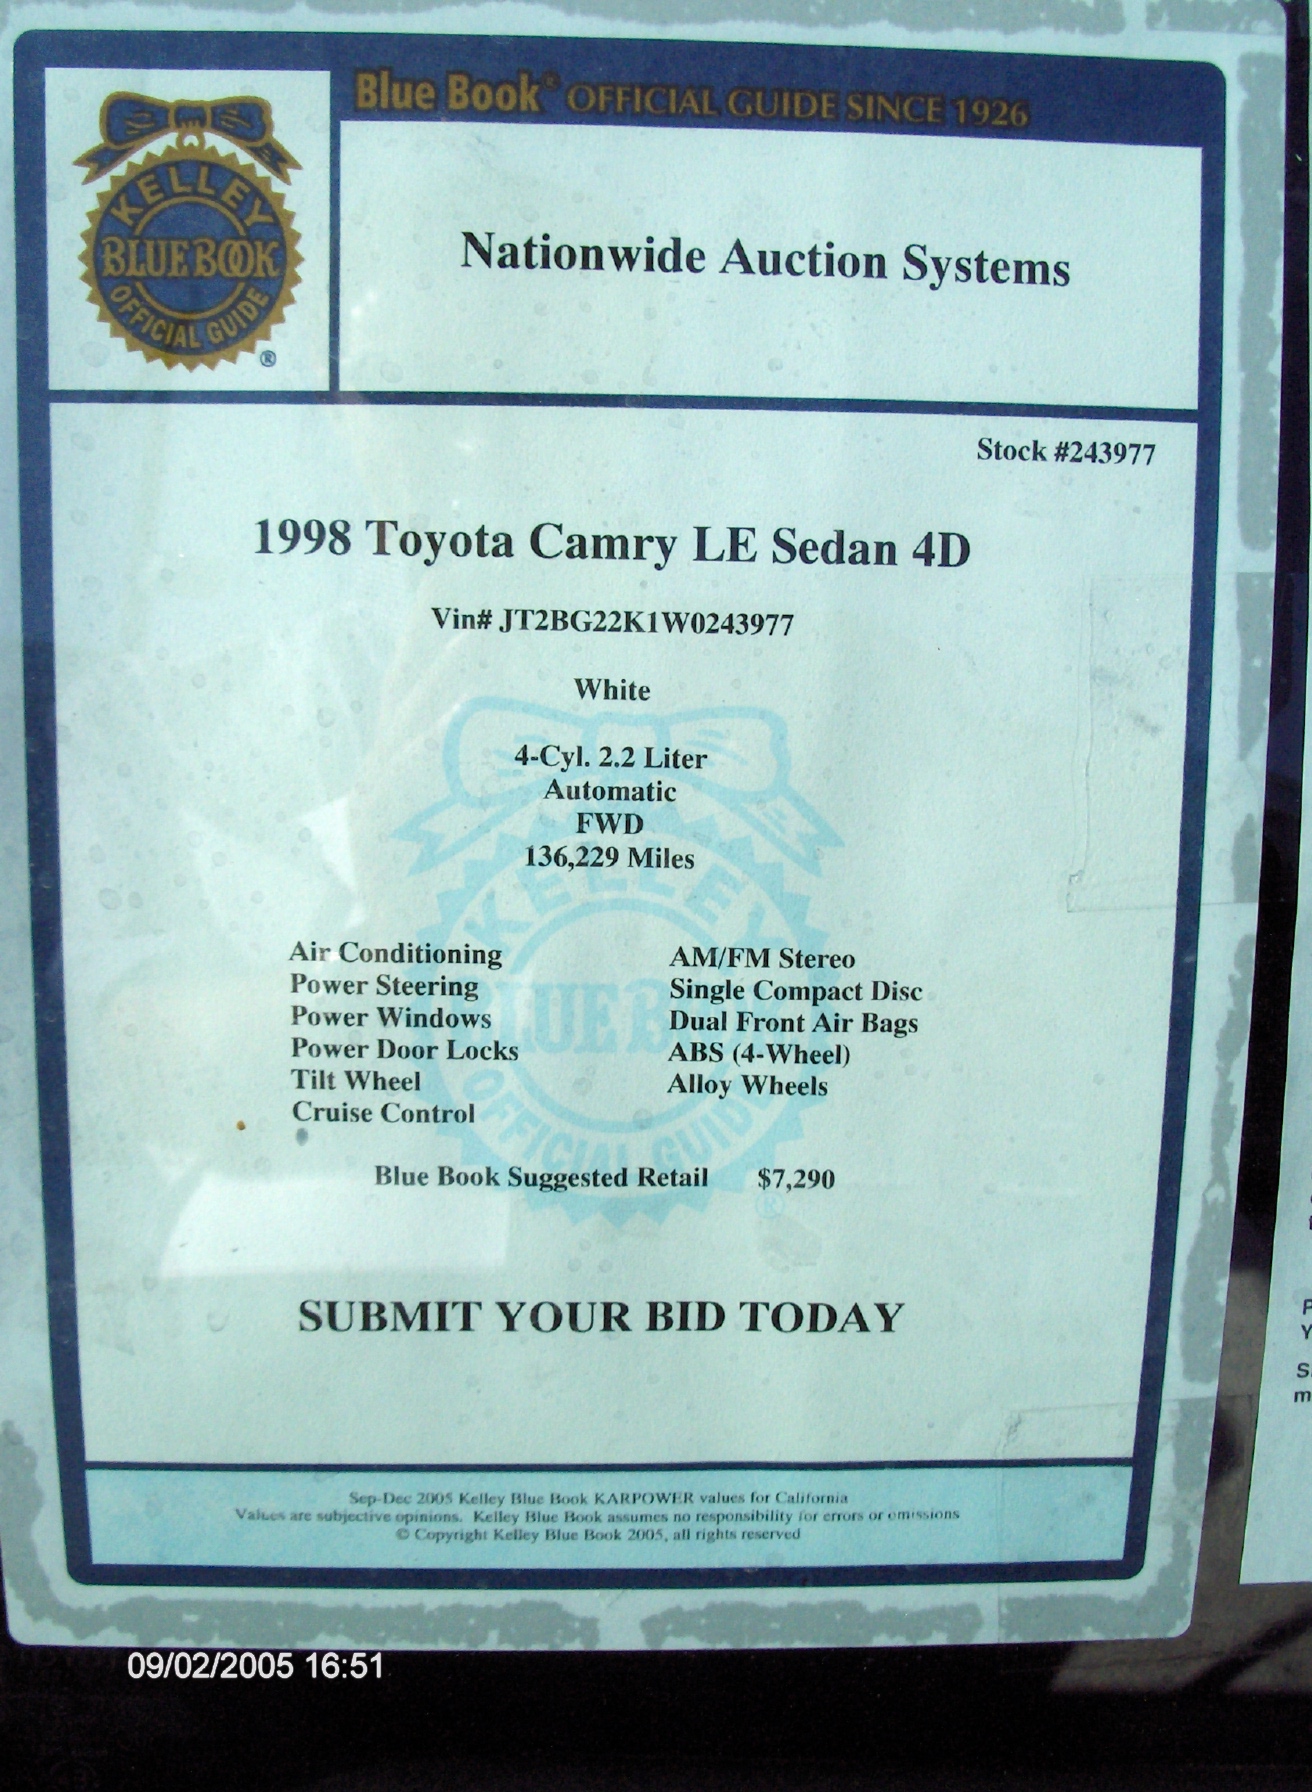 Blue Book® OFFICIAL GUIDE SINCE 1926
KELLEY
BLUE BOOK
OFFICIAL GUIDE
®
Nationwide Auction Systems
Stock #243977
1998 Toyota Camry LE Sedan 4D
Vin# JT2BG22K1W0243977
White
4-Cyl. 2.2 Liter
Automatic
FWD
136,229 Miles
KELLEY
BLUE BOOK
OFFICIAL GUIDE
®
Air Conditioning
Power Steering
Power Windows
Power Door Locks
Tilt Wheel
Cruise Control
AM/FM Stereo
Single Compact Disc
Dual Front Air Bags
ABS (4-Wheel)
Alloy Wheels
Blue Book Suggested Retail $7,290
SUBMIT YOUR BID TODAY
Sep-Dec 2005 Kelley Blue Book KARPOWER values for California
Values are subjective opinions. Kelley Blue Book assumes no responsibility for errors or omissions
© Copyright Kelley Blue Book 2005, all rights reserved
09/02/2005 16:51